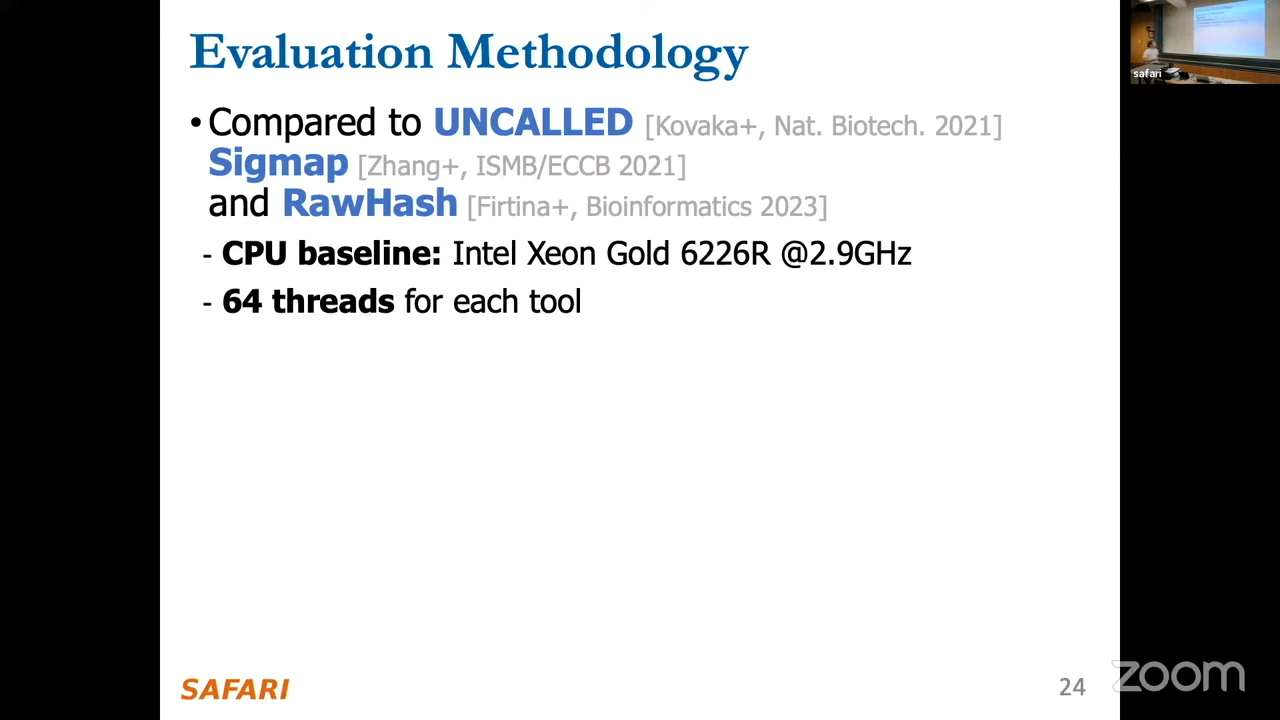 Evaluation Methodology
• Compared to UNCALLED [Kovaka+, Nat. Biotech. 2021]
Sigmap [Zhang+, ISMB/ECCB 2021]
and RawHash [Firtina+, Bioinformatics 2023]
- CPU baseline: Intel Xeon Gold 6226R @2.9GHz
- 64 threads for each tool
SAFARI
24
zoom
safari